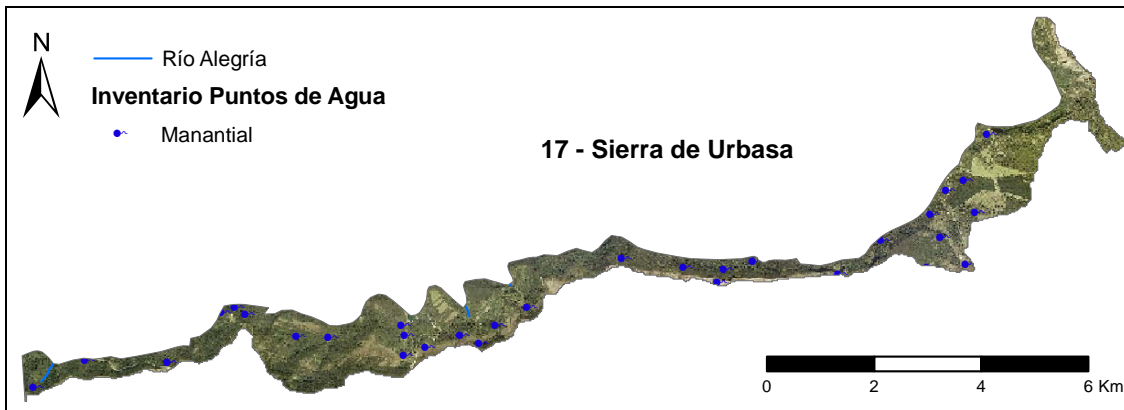 N
Río Alegría
Inventario Puntos de Agua
Manantial
17 - Sierra de Urbasa
0 2 4 6 Km